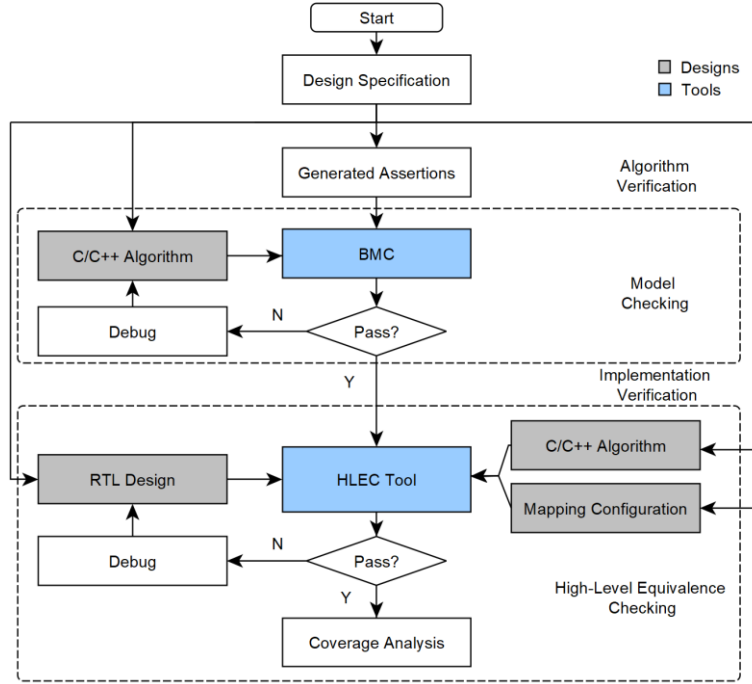 Start
Design Specification
Designs
Tools
Generated Assertions
Algorithm
Verification
C/C++ Algorithm
BMC
Model
Checking
Debug
N
Pass?
Y
Implementation
Verification
C/C++ Algorithm
RTL Design
HLEC Tool
Mapping Configuration
Debug
N
Pass?
Y
High-Level Equivalence
Checking
Coverage Analysis